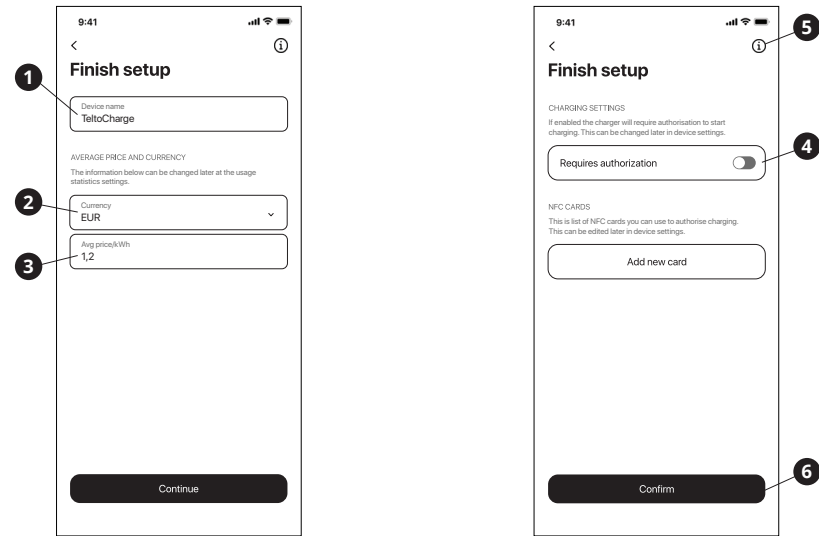 9:41
Finish setup
1
Device name
TeltoCharge
AVERAGE PRICE AND CURRENCY
The information below can be changed later at the usage
statistics settings.
2
Currency
EUR
Avg price/kWh
1,2
3
Continue
9:41
5
Finish setup
CHARGING SETTINGS
If enabled the charger will require authorisation to start
charging. This can be changed later in device settings.
Requires authorization
4
NFC CARDS
This is list of NFC cards you can use to authorise charging.
This can be edited later in device settings.
Add new card
Confirm
6